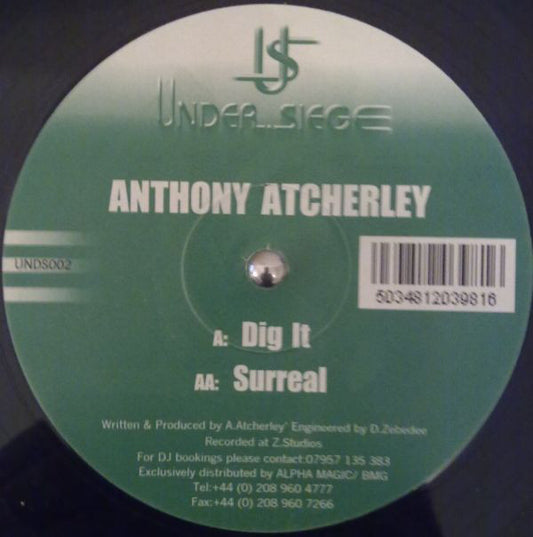 US
UNDER..SIEGE
ANTHONY ATCHERLEY
UNDS002
5034812039816
A: Dig It
AA: Surreal
Written & Produced by A.Atcherley' Engineered by D.Zebedee
Recorded at Z.Studios
For DJ bookings please contact:07957 135 383
Exclusively distributed by ALPHA MAGIC// BMG
Tel:+44 (0) 208 960 4777
Fax:+44 (0) 208 960 7266